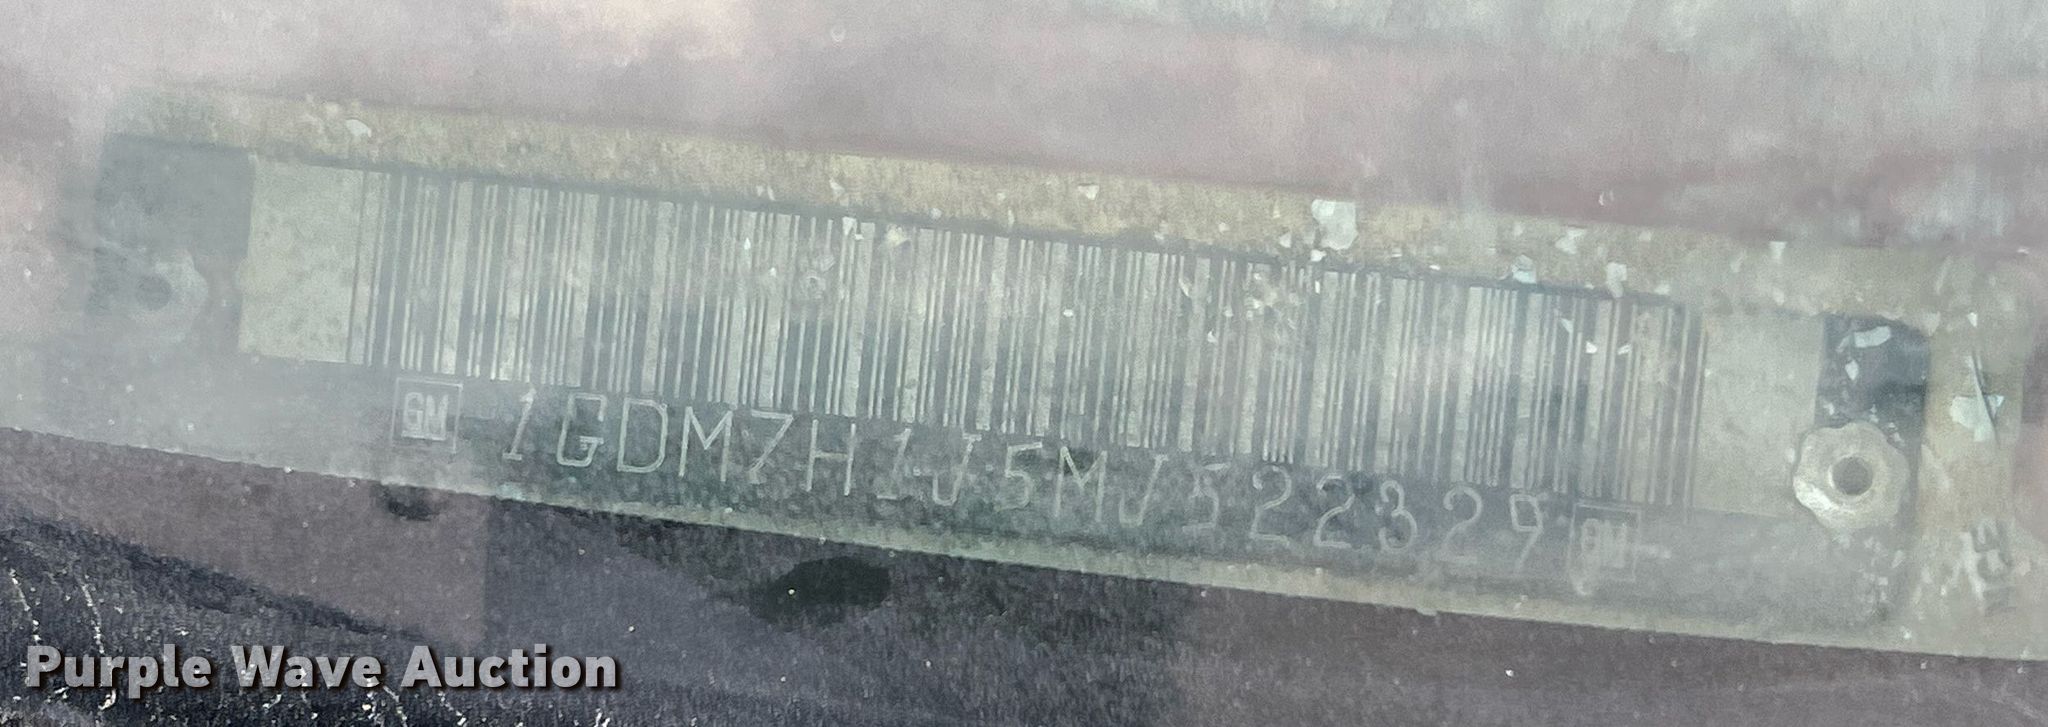 GM 1GDM7H1J5MJ522329 GM
Purple Wave Auction